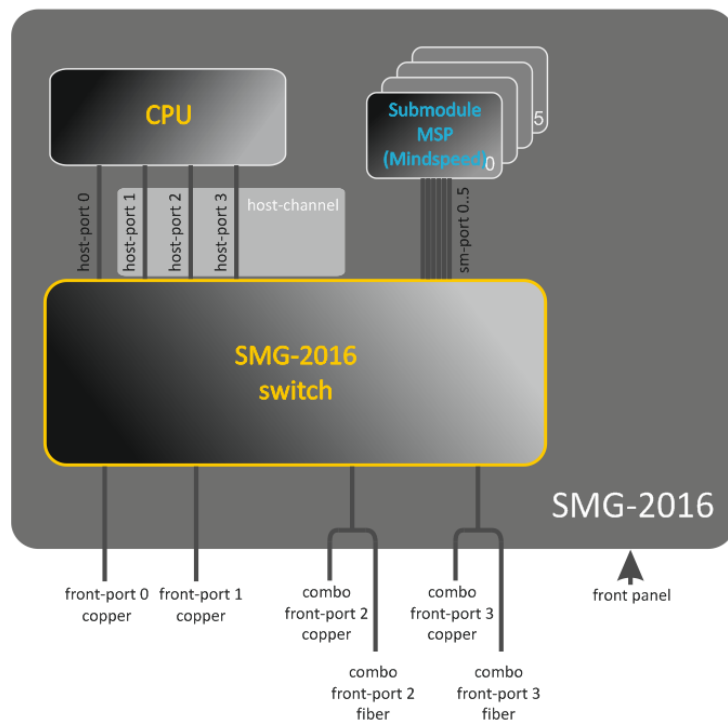 CPU
Submodule
MSP
(Mindspeed)
0
5
host-port 0
host-port 1
host-port 2
host-port 3
host-channel
sm-port 0..5
SMG-2016
switch
SMG-2016
front-port 0
copper
front-port 1
copper
combo
front-port 2
copper
combo
front-port 3
copper
front panel
combo
front-port 2
fiber
combo
front-port 3
fiber